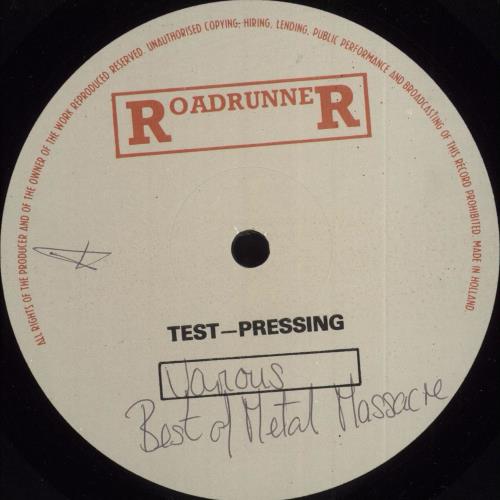 ALL RIGHTS OF THE PRODUCER AND OF THE OWNER OF THE WORK REPRODUCED RESERVED. UNAUTHORISED COPYING, HIRING, LENDING, PUBLIC PERFORMANCE AND BROADCASTING OF THIS RECORD PROHIBITED. MADE IN HOLLAND.
ROADRUNNER
TEST—PRESSING
Various
Best of Metal Massacre